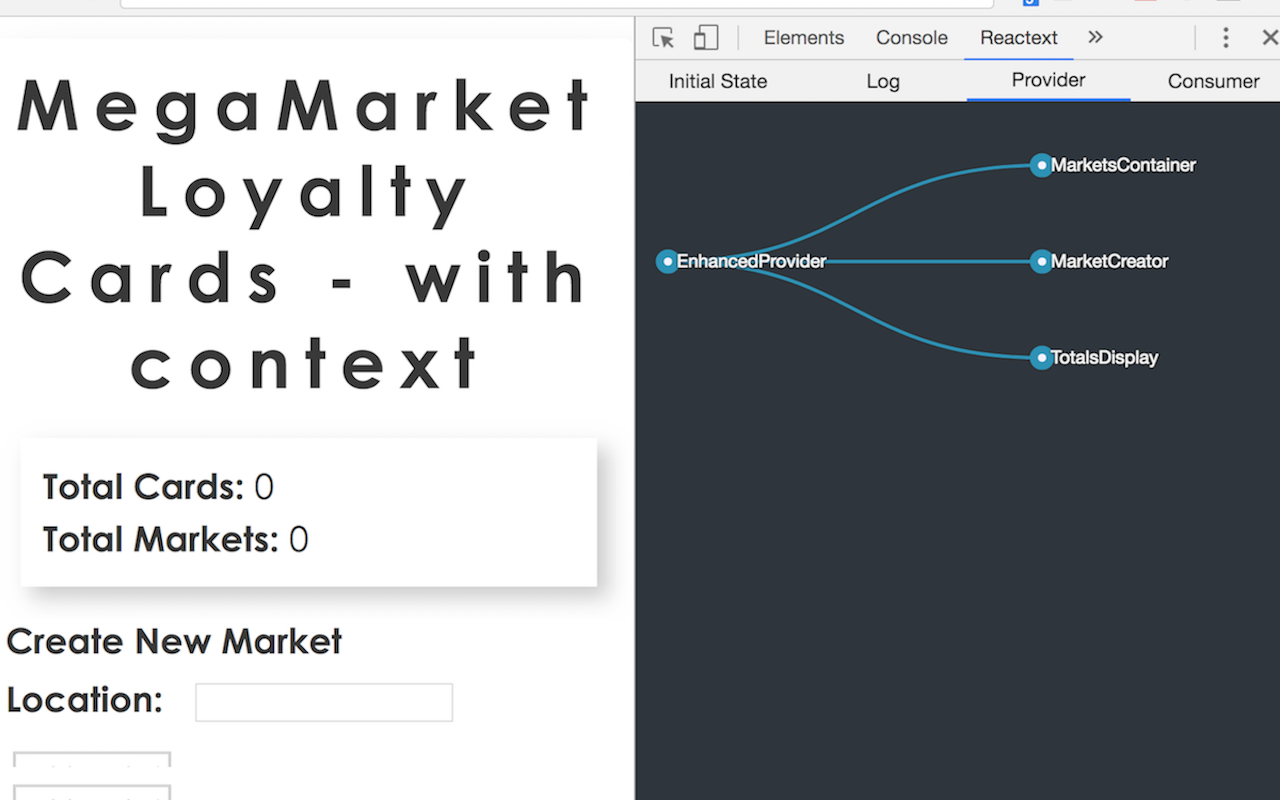 MegaMarket
Loyalty
Cards - with
context
Total Cards: 0
Total Markets: 0
Create New Market
Location:
Elements Console Reactext »
Initial State Log Provider Consumer
MarketsContainer
EnhancedProvider
MarketCreator
TotalsDisplay